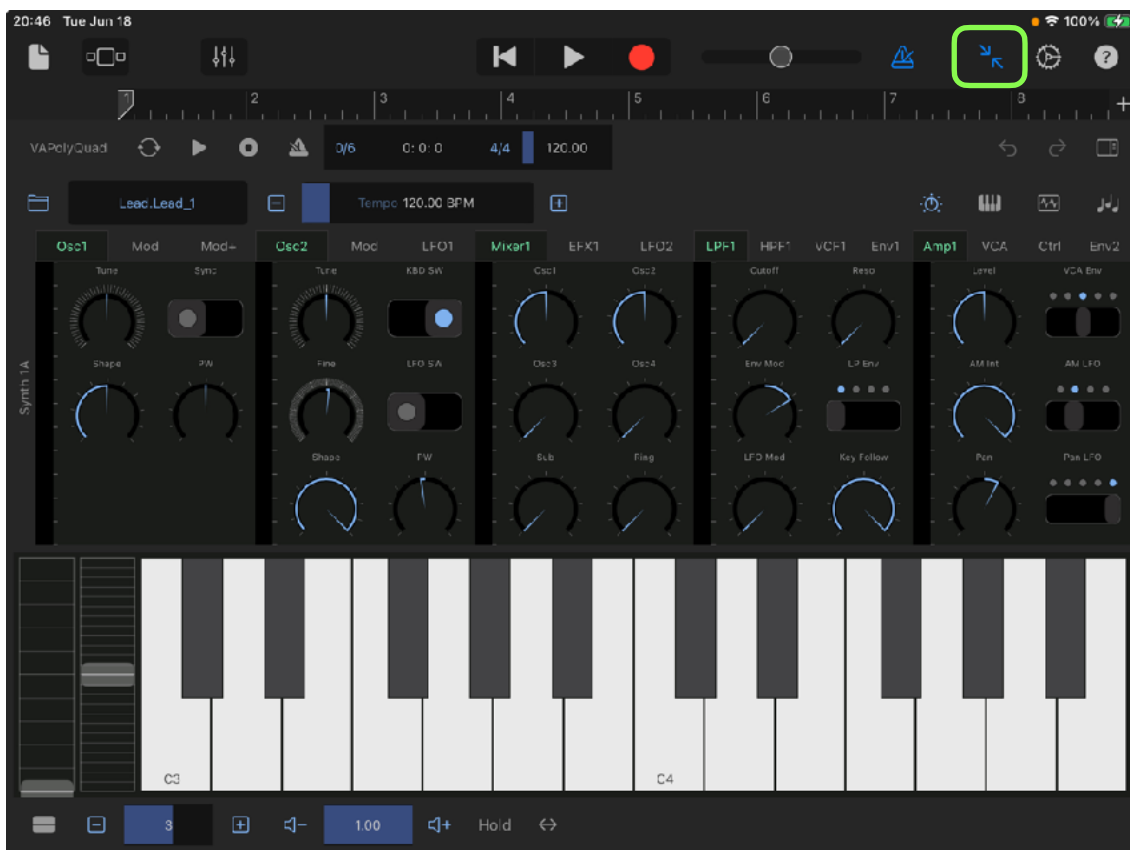 20:46 Tue Jun 18 100%
?
1 2 3 4 5 6 7 8 +
VAPolyQuad 0/6 0: 0: 0 4/4 120.00
Lead.Lead_1 Tempo 120.00 BPM
Osc1 Mod Mod+ Osc2 Mod LFO1 Mixer1 EFX1 LFO2 LPF1 HPF1 VCF1 Env1 Amp1 VCA Ctrl Env2
Tune Sync Tune KBD SW Osc1 Osc2 Cutoff Reso Level VCA Env
Synth 1A
Shape PW Fine LFO SW Osc3 Osc4 Env Mod LP Env AM Int AM LFO
Shape PW Sub Ring LFO Mod Key Follow Pan Pan LFO
C3 C4
3 1.00 Hold